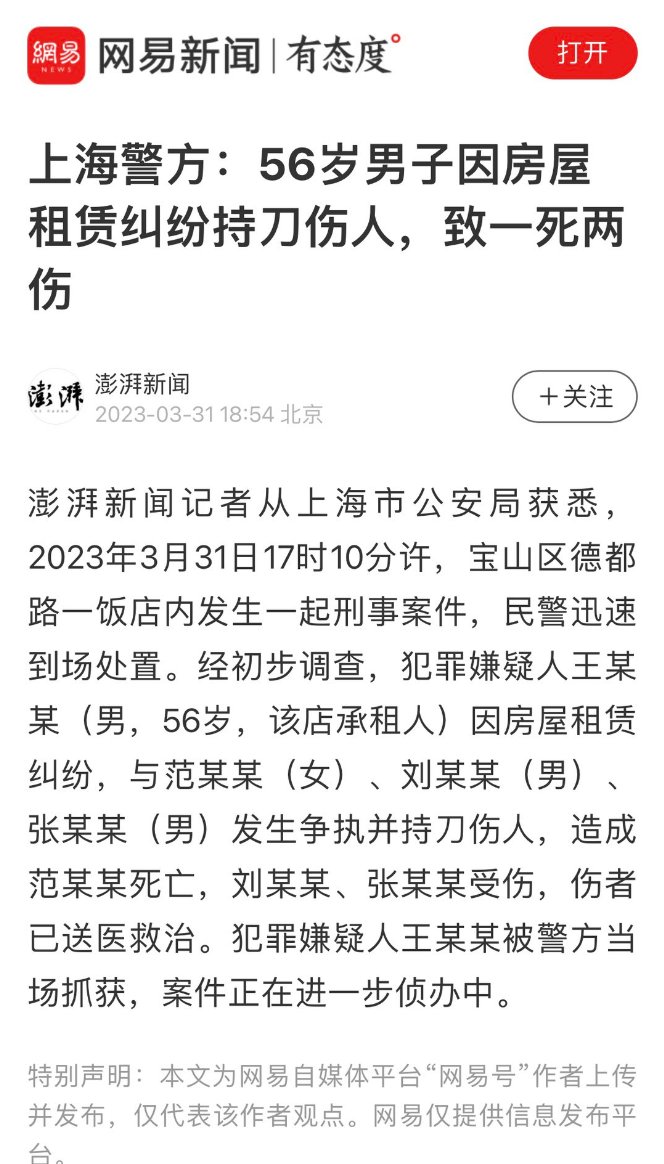 網易
NEWS
网易新闻 | 有态度°
打开
上海警方：56岁男子因房屋
租赁纠纷持刀伤人，致一死两
伤
澎湃
澎湃新闻
2023-03-31 18:54 北京
＋关注
澎湃新闻记者从上海市公安局获悉，
2023年3月31日17时10分许，宝山区德都
路一饭店内发生一起刑事案件，民警迅速
到场处置。经初步调查，犯罪嫌疑人王某
某（男，56岁，该店承租人）因房屋租赁
纠纷，与范某某（女）、刘某某（男）、
张某某（男）发生争执并持刀伤人，造成
范某某死亡，刘某某、张某某受伤，伤者
已送医救治。犯罪嫌疑人王某某被警方当
场抓获，案件正在进一步侦办中。
特别声明：本文为网易自媒体平台“网易号”作者上传
并发布，仅代表该作者观点。网易仅提供信息发布平
台。